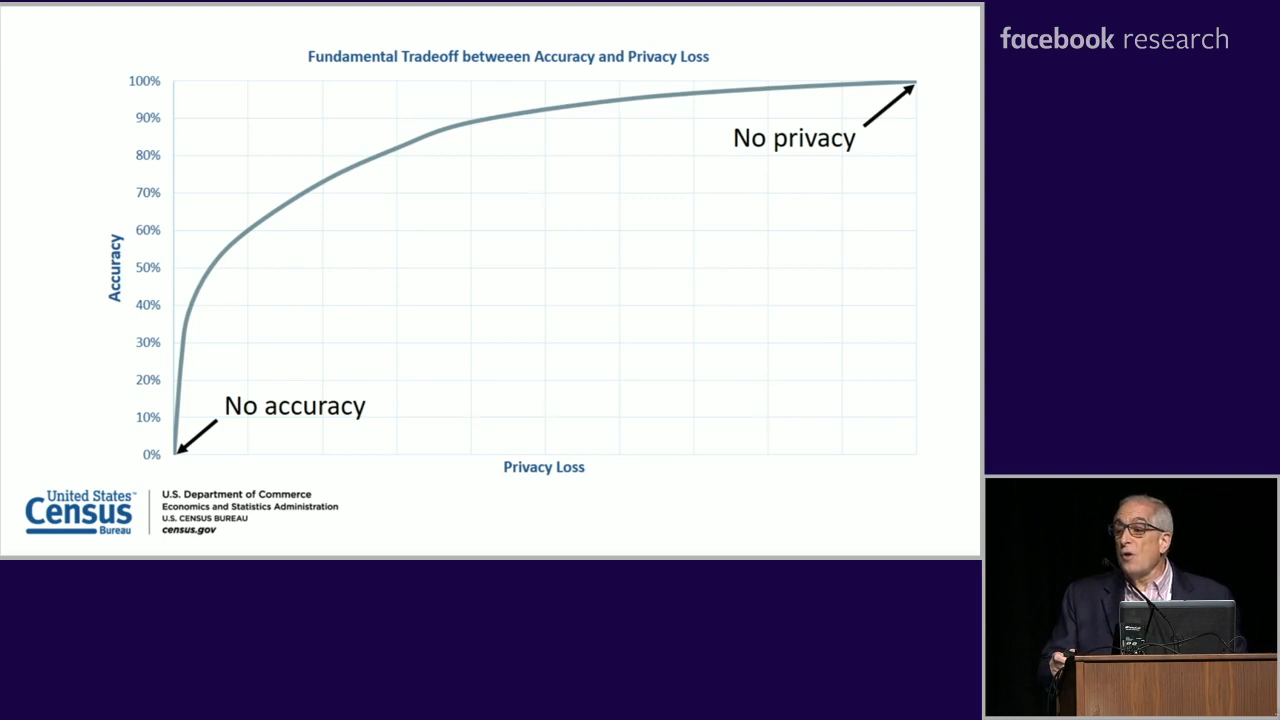 facebook research
Fundamental Tradeoff betweeen Accuracy and Privacy Loss
100%
90%
80%
70%
60%
50%
40%
30%
20%
10%
0%
Accuracy
No privacy
No accuracy
Privacy Loss
United States™
Census
Bureau
U.S. Department of Commerce
Economics and Statistics Administration
U.S. CENSUS BUREAU
census.gov